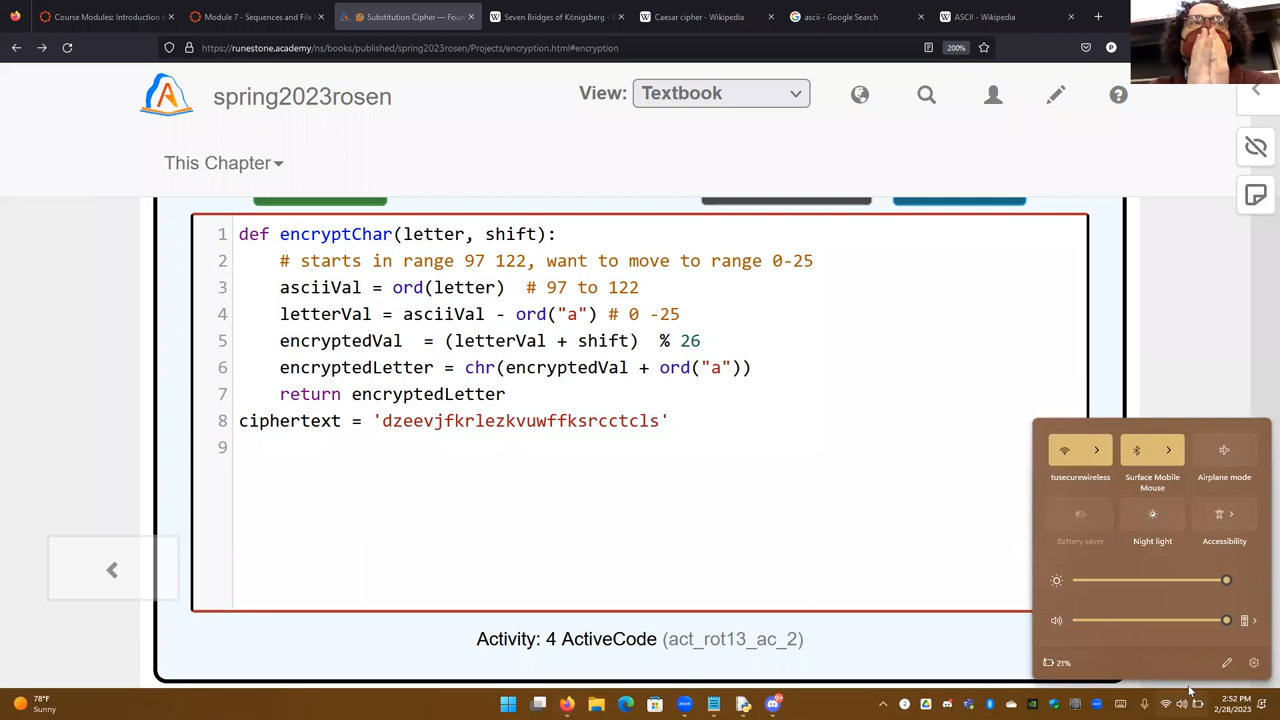 Course Modules: Introduction t
Module 7 - Sequences and File
Substitution Cipher — Foun
Seven Bridges of Königsberg - W
Caesar cipher - Wikipedia
ascii - Google Search
ASCII - Wikipedia
https://runestone.academy/ns/books/published/spring2023rosen/Projects/encryption.html#encryption
200%
spring2023rosen
View:
Textbook
This Chapter
1 def encryptChar(letter, shift):
2 # starts in range 97 122, want to move to range 0-25
3 asciiVal = ord(letter) # 97 to 122
4 letterVal = asciiVal - ord("a") # 0 -25
5 encryptedVal = (letterVal + shift) % 26
6 encryptedLetter = chr(encryptedVal + ord("a"))
7 return encryptedLetter
8 ciphertext = 'dzeevjfkrlezkvuwffksrcctcls'
9
tusecurewireless
Surface Mobile
Mouse
Airplane mode
Battery saver
Night light
Accessibility
21%
Activity: 4 ActiveCode (act_rot13_ac_2)
78°F
Sunny
2:52 PM
2/28/2023